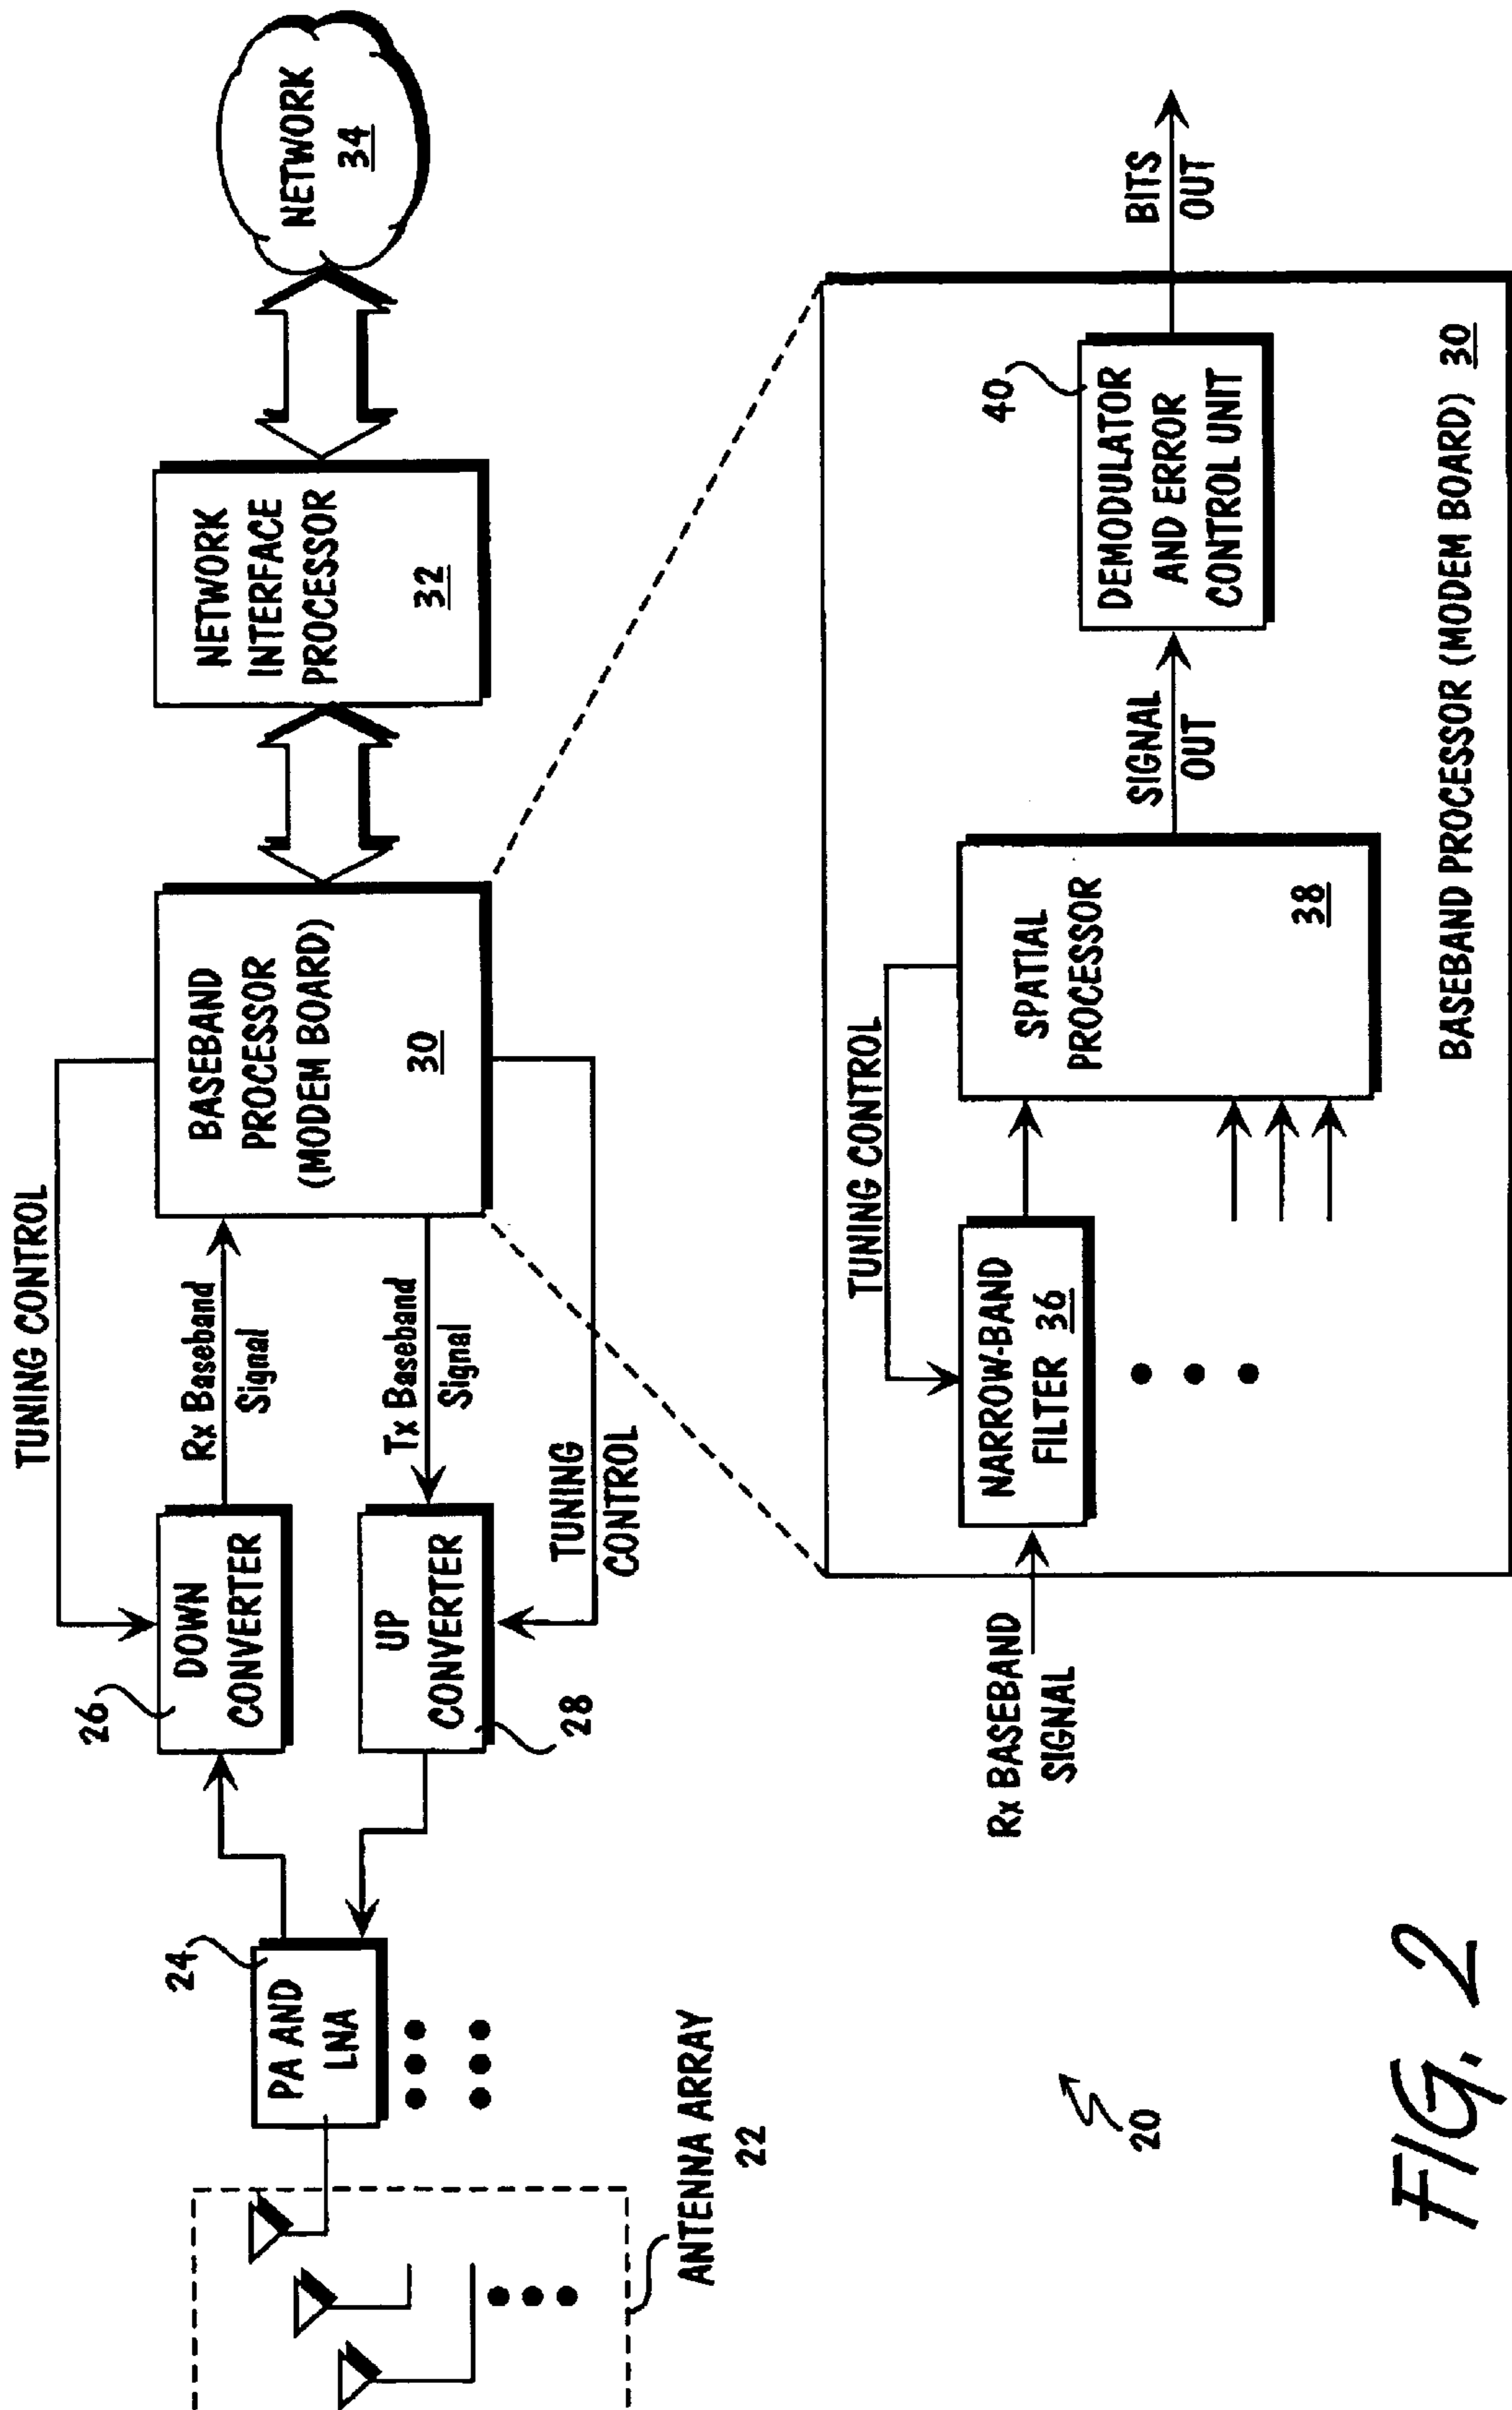 TUNING CONTROL
26
DOWN
CONVERTER
Rx Baseband
Signal
24
PA AND
LNA
UP
CONVERTER
28
Tx Baseband
Signal
TUNING
CONTROL
BASEBAND
PROCESSOR
(MODEM BOARD)
30
NETWORK
INTERFACE
PROCESSOR
32
NETWORK
34
ANTENNA ARRAY
22
TUNING CONTROL
Rx BASEBAND
SIGNAL
NARROW-BAND
FILTER 36
SPATIAL
PROCESSOR
38
SIGNAL
OUT
40
DEMODULATOR
AND ERROR
CONTROL UNIT
BITS
OUT
BASEBAND PROCESSOR (MODEM BOARD) 30
20
FIG. 2